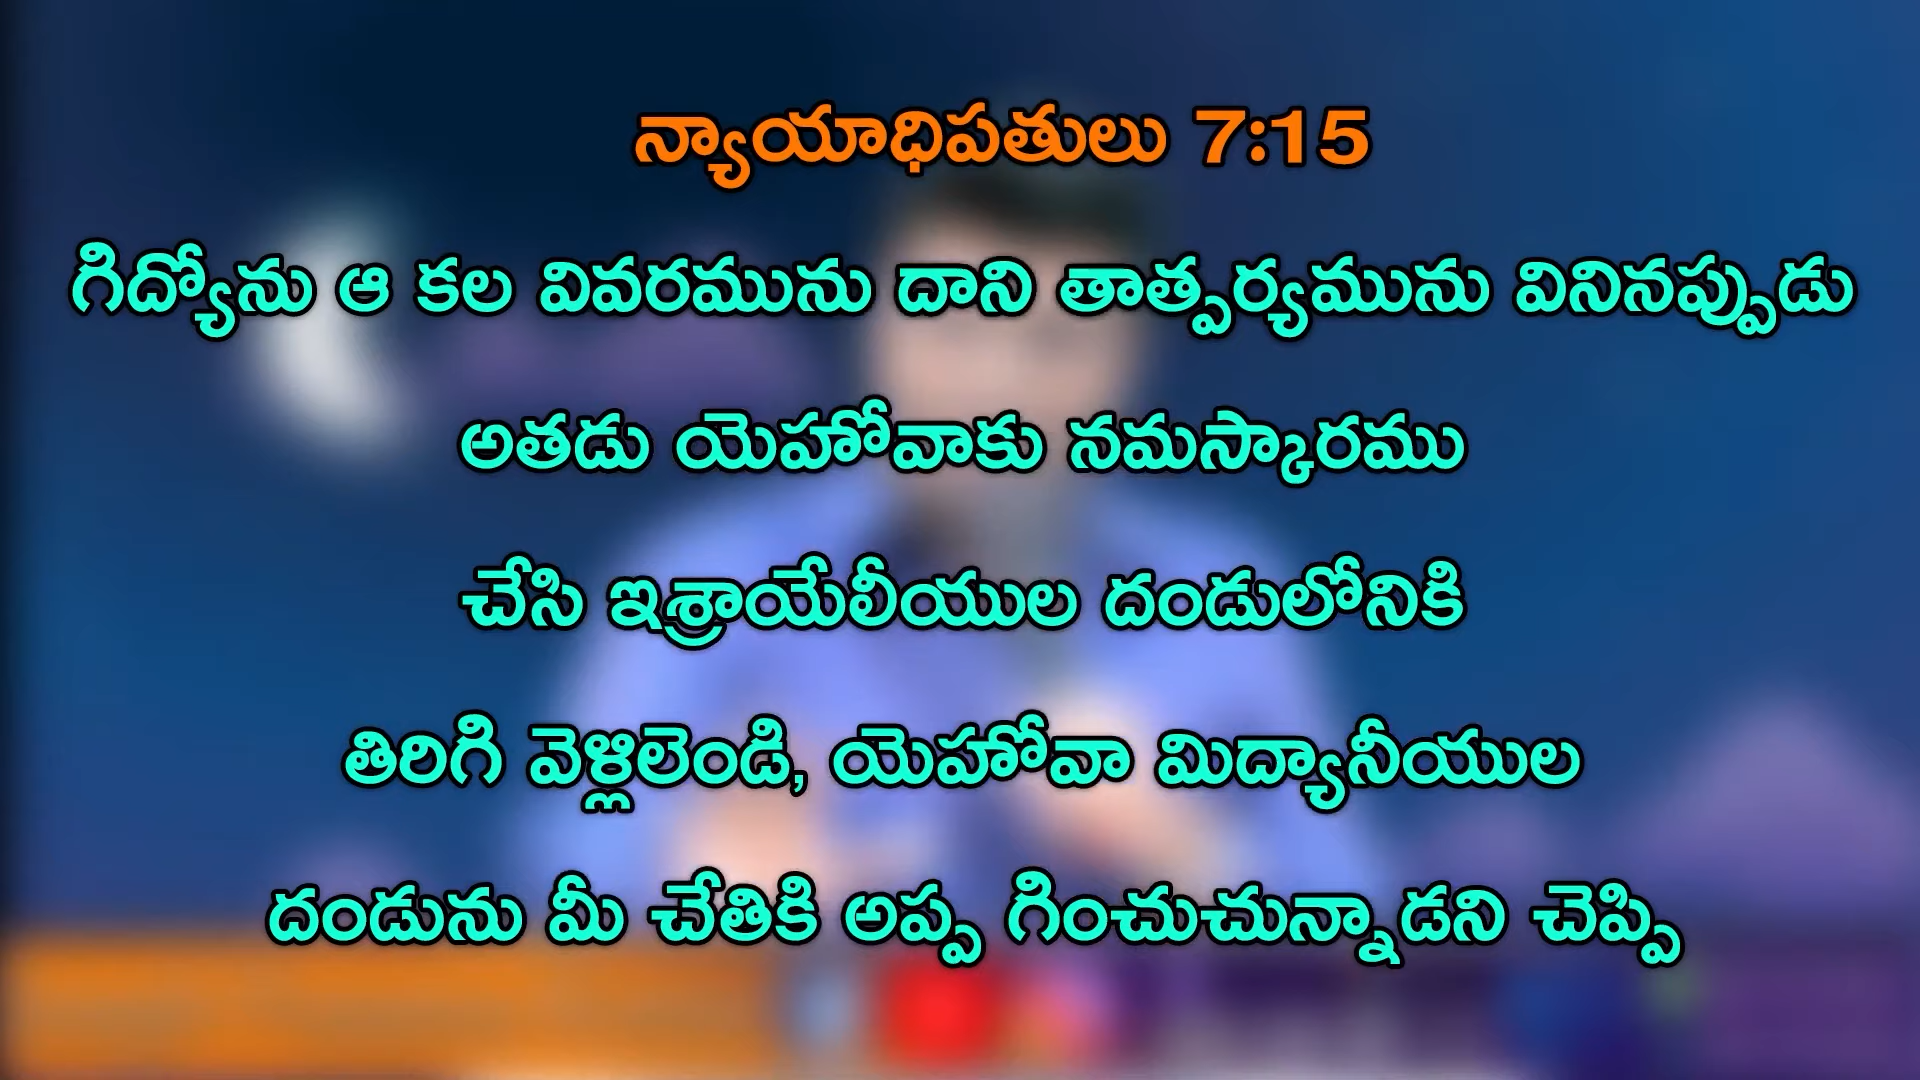 న్యాయాధిపతులు 7:15
గిద్యోను ఆ కల వివరమును దాని తాత్పర్యమును వినినప్పుడు
అతడు యెహోవాకు నమస్కారము
చేసి ఇశ్రాయేలీయుల దండులోనికి
తిరిగి వెళ్లిలెండి, యెహోవా మిద్యానీయుల
దండును మీ చేతికి అప్ప గించుచున్నాడని చెప్పి